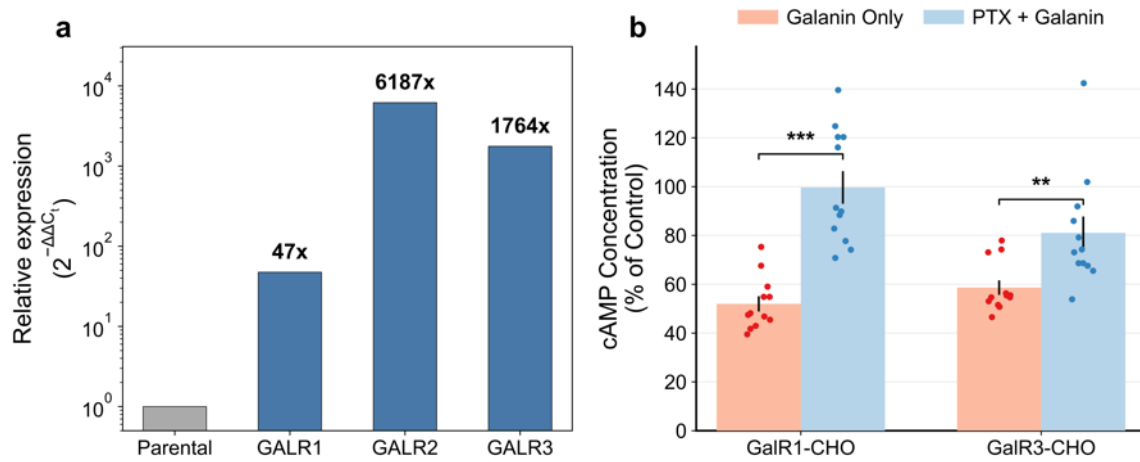 a
Relative expression
(2^−ΔΔC_t)
10^4
10^3
10^2
10^1
10^0
47x
6187x
1764x
Parental
GALR1
GALR2
GALR3
b
Galanin Only
PTX + Galanin
cAMP Concentration
(% of Control)
140
120
100
80
60
40
20
0
***
**
GalR1-CHO
GalR3-CHO